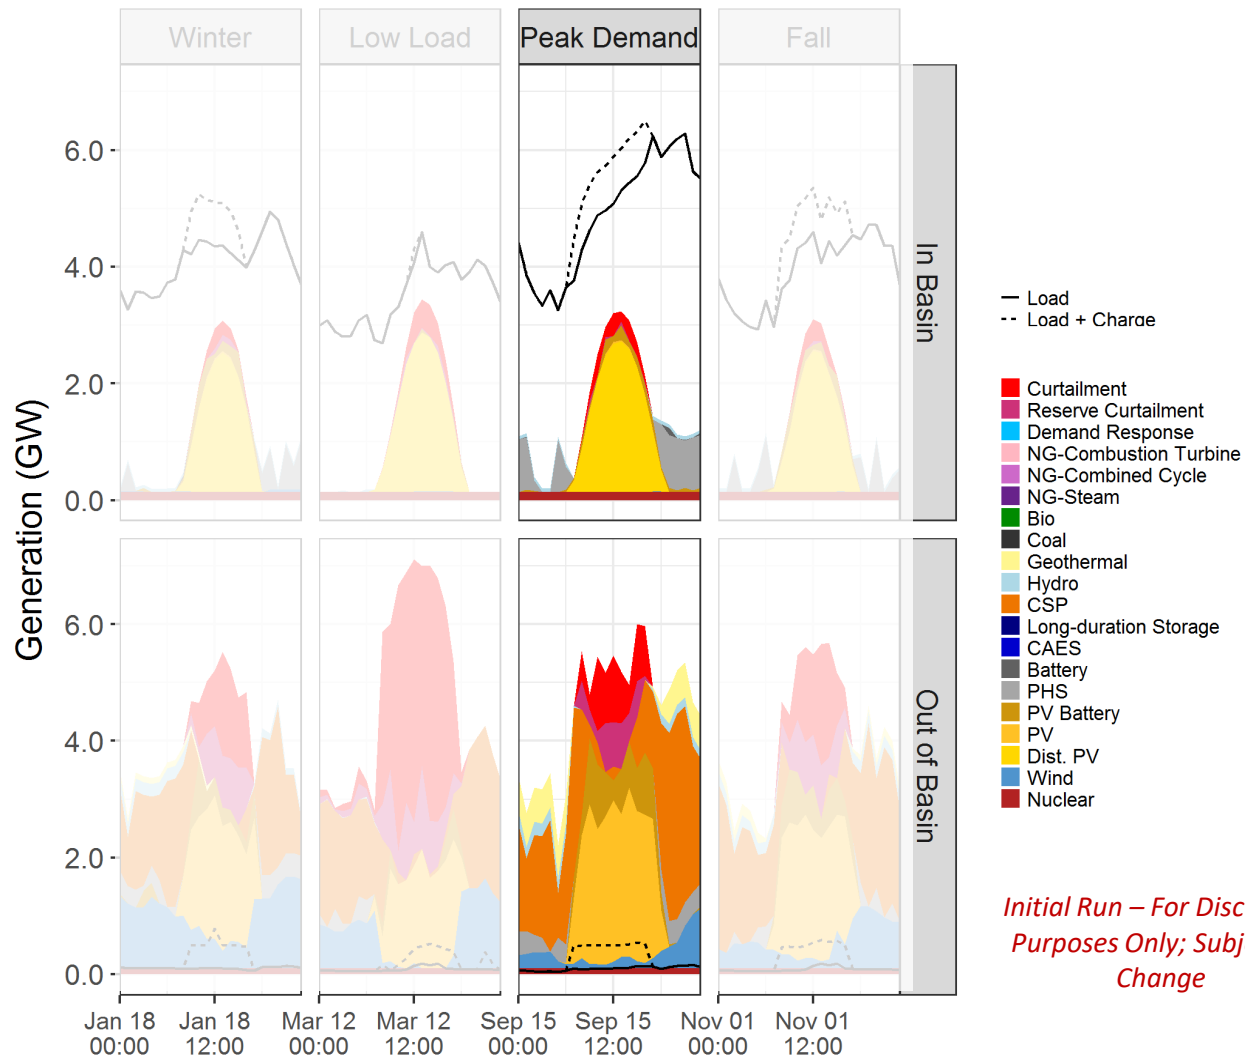 Winter
Low Load
Peak Demand
Fall
Generation (GW)
6.0
4.0
2.0
0.0
In Basin
6.0
4.0
2.0
0.0
Out of Basin
Jan 18
00:00
Jan 18
12:00
Mar 12
00:00
Mar 12
12:00
Sep 15
00:00
Sep 15
12:00
Nov 01
00:00
Nov 01
12:00
Load
Load + Charge
Curtailment
Reserve Curtailment
Demand Response
NG-Combustion Turbine
NG-Combined Cycle
NG-Steam
Bio
Coal
Geothermal
Hydro
CSP
Long-duration Storage
CAES
Battery
PHS
PV Battery
PV
Dist. PV
Wind
Nuclear
Initial Run – For Disc
Purposes Only; Subj
Change